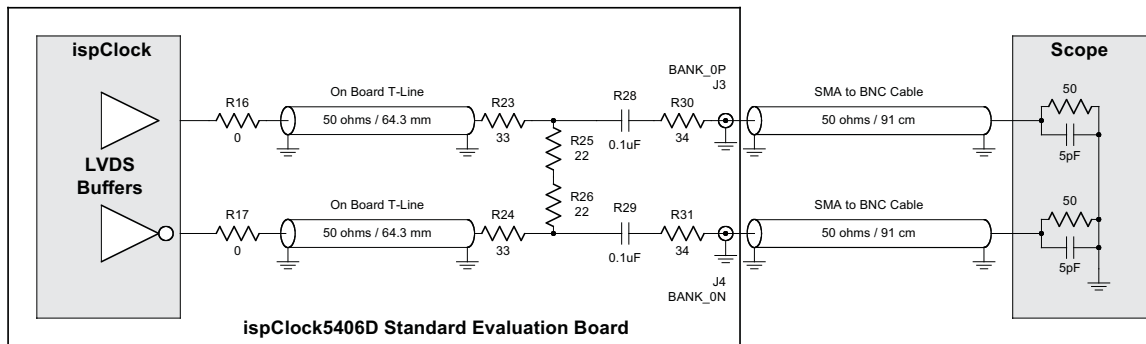 ispClock
Scope
BANK_0P
J3
R16
0
On Board T-Line
50 ohms / 64.3 mm
R23
33
R28
0.1uF
R30
34
SMA to BNC Cable
50 ohms / 91 cm
50
5pF
R25
22
LVDS
Buffers
R26
22
R17
0
On Board T-Line
50 ohms / 64.3 mm
R24
33
R29
0.1uF
R31
34
SMA to BNC Cable
50 ohms / 91 cm
50
5pF
J4
BANK_0N
ispClock5406D Standard Evaluation Board